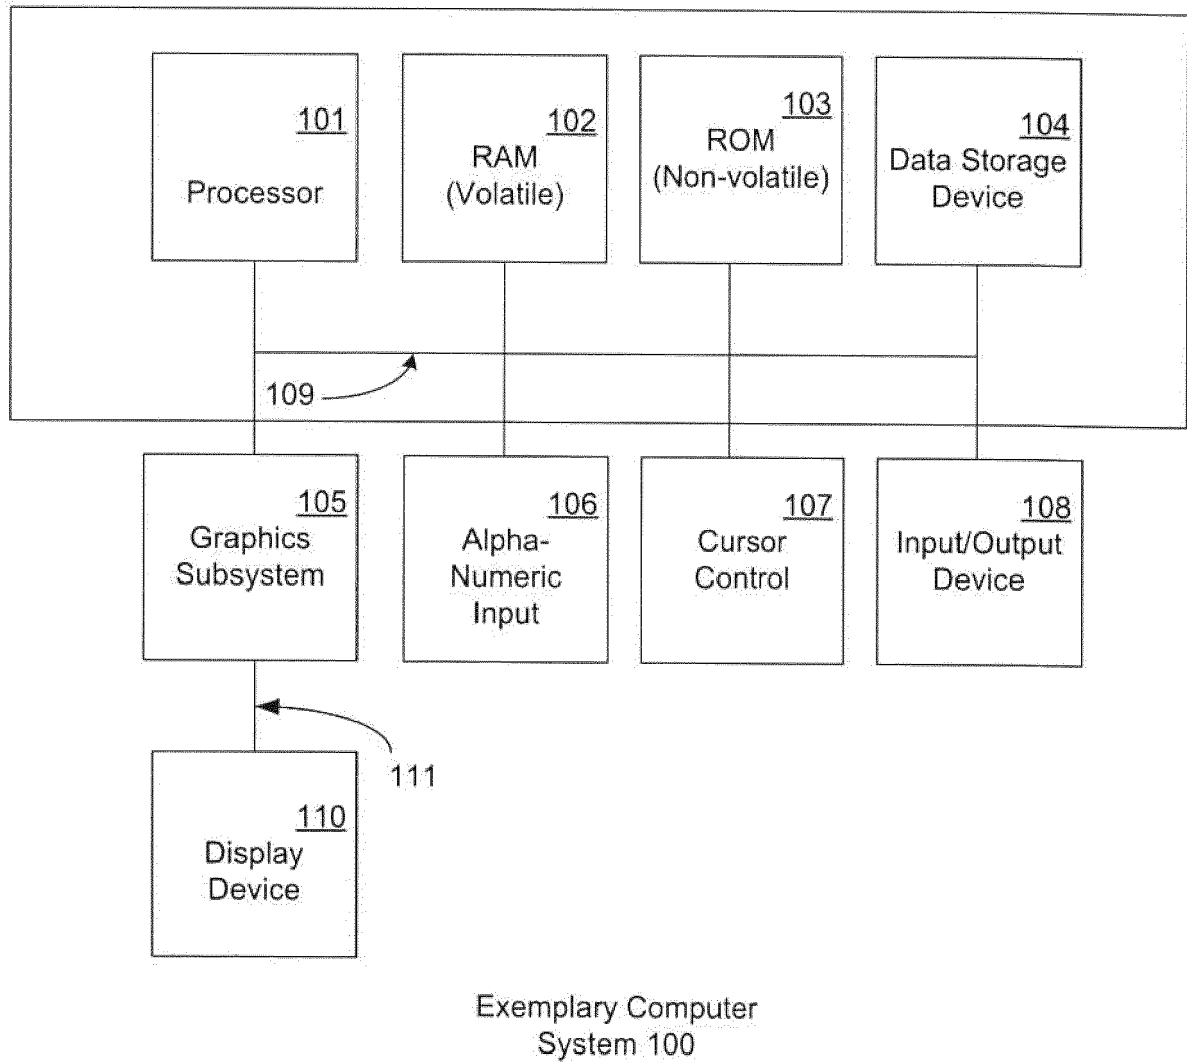 101
Processor
102
RAM
(Volatile)
103
ROM
(Non-volatile)
104
Data Storage
Device
109
105
Graphics
Subsystem
106
Alpha-
Numeric
Input
107
Cursor
Control
108
Input/Output
Device
111
110
Display
Device
Exemplary Computer
System 100